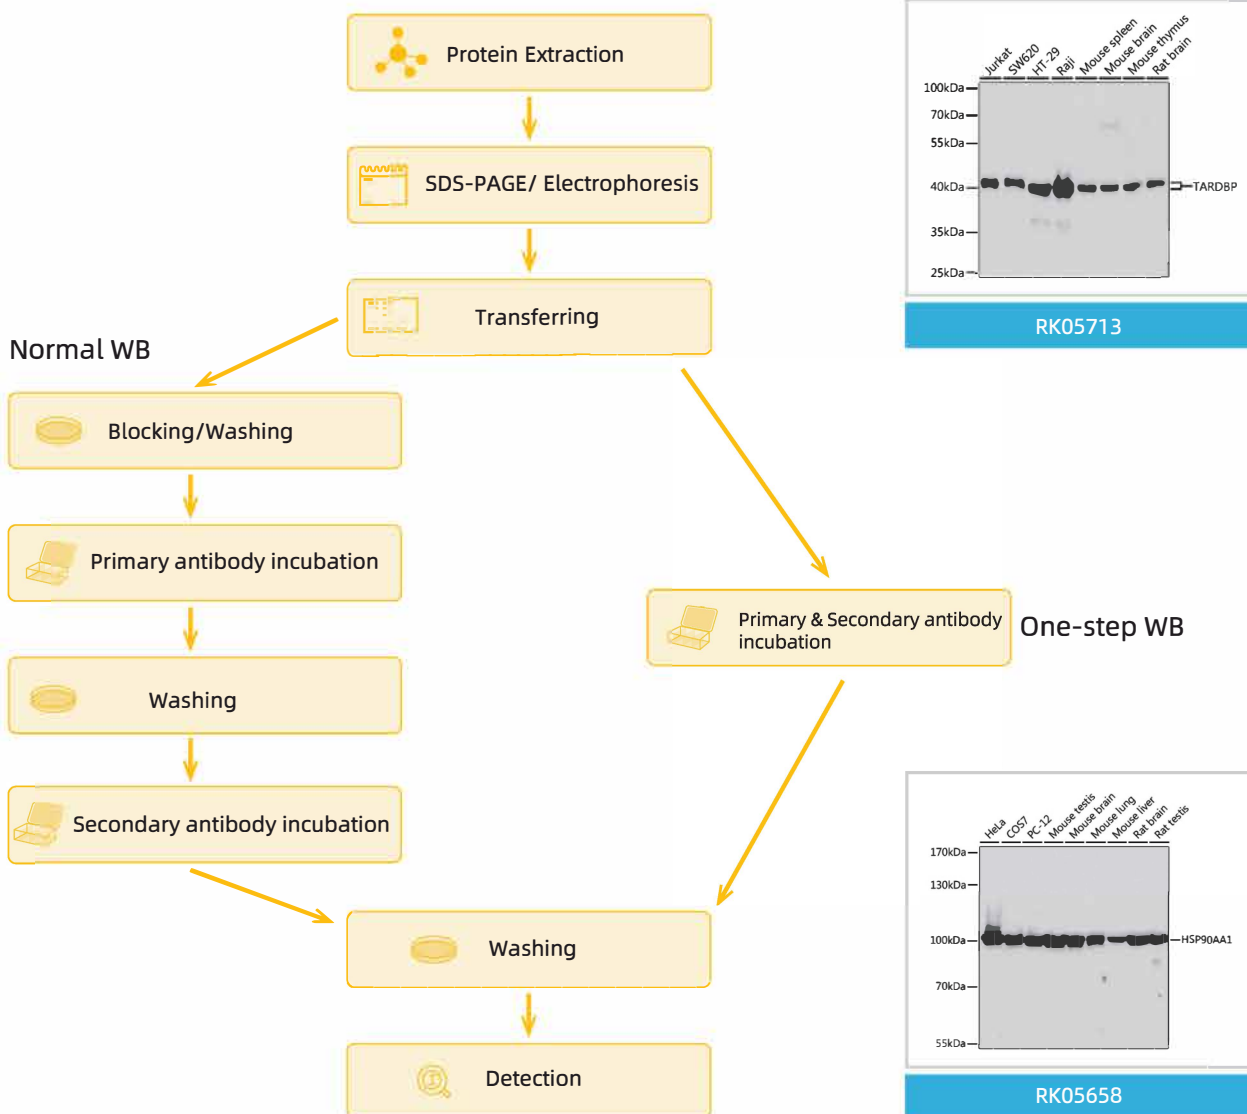 Protein Extraction
SDS-PAGE/ Electrophoresis
Transferring
Normal WB
Blocking/Washing
Primary antibody incubation
Washing
Secondary antibody incubation
Primary & Secondary antibody
incubation
One-step WB
Washing
Detection
Jurkat
SW620
HT-29
Raji
Mouse spleen
Mouse brain
Mouse thymus
Rat brain
100kDa
70kDa
55kDa
40kDa
TARDBP
35kDa
25kDa
RK05713
HeLa
COS7
PC-12
Mouse testis
Mouse brain
Mouse lung
Mouse liver
Rat brain
Rat testis
170kDa
130kDa
100kDa
HSP90AA1
70kDa
55kDa
RK05658